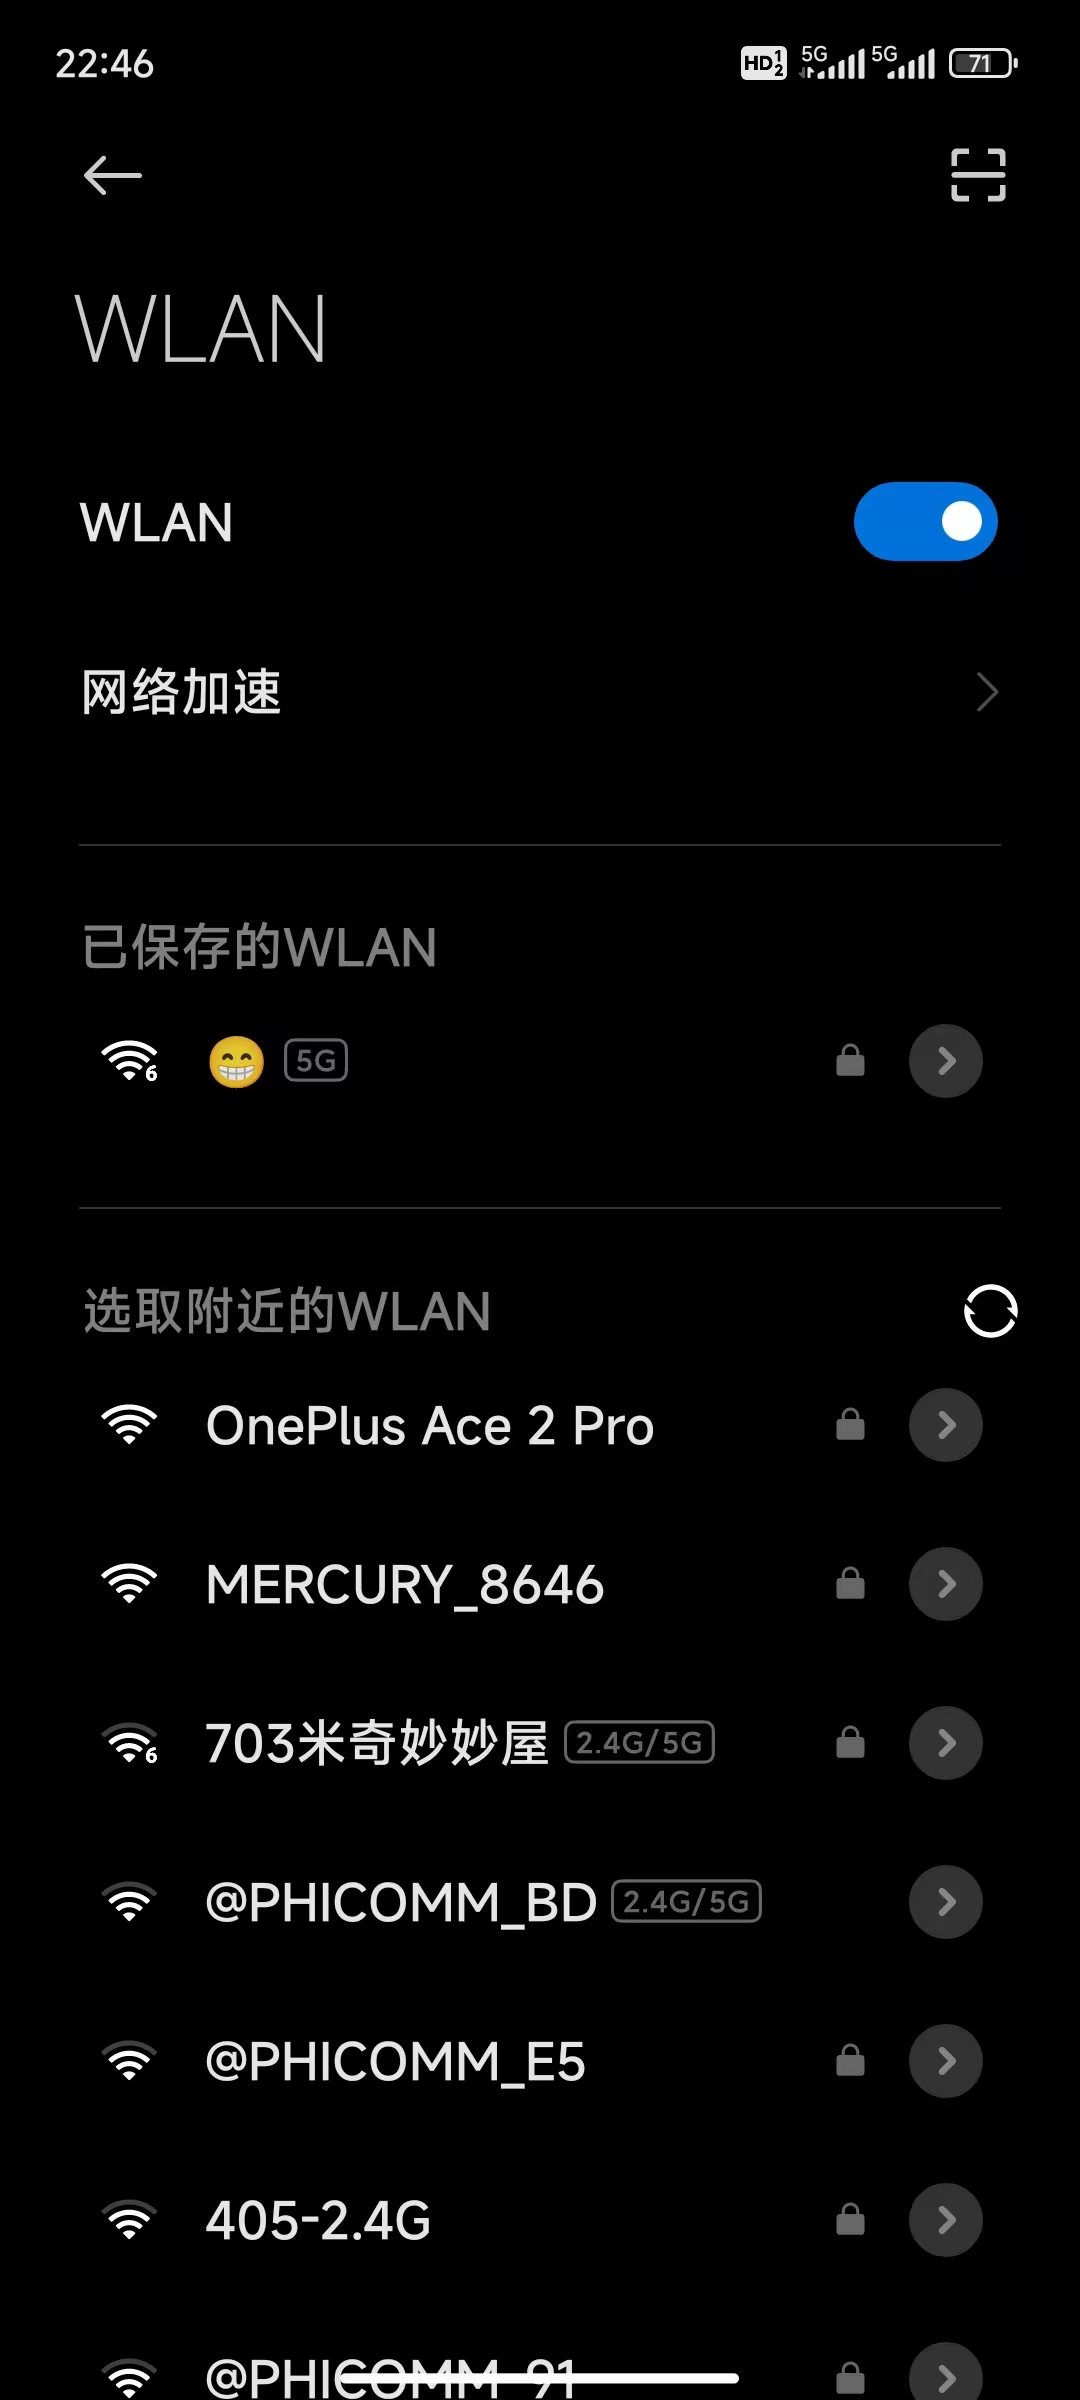 22:46
HD 1 2 5G 5G 71
WLAN
WLAN
网络加速
已保存的WLAN
😁 5G
选取附近的WLAN
OnePlus Ace 2 Pro
MERCURY_8646
703米奇妙妙屋 2.4G/5G
@PHICOMM_BD 2.4G/5G
@PHICOMM_E5
405-2.4G
@PHICOMM_91